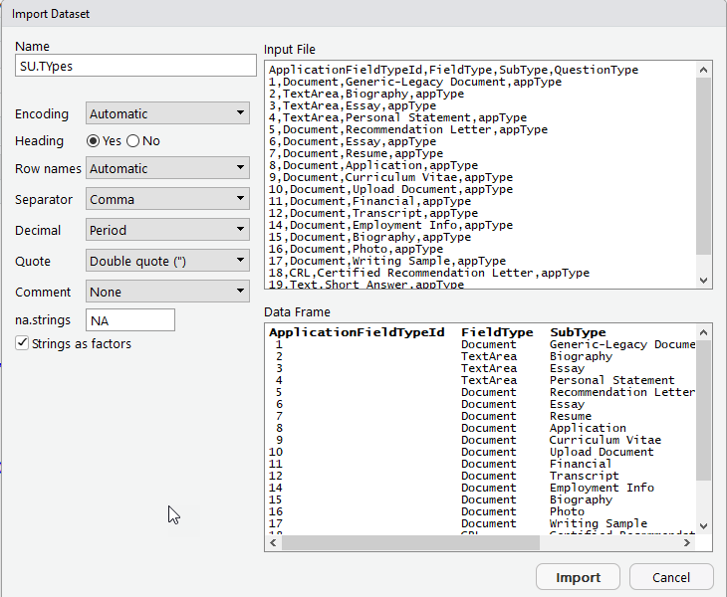 Import Dataset
Name
SU.TYpes
Encoding Automatic
Heading Yes No
Row names Automatic
Separator Comma
Decimal Period
Quote Double quote (")
Comment None
na.strings NA
Strings as factors
Input File
ApplicationFieldTypeId,FieldType,SubType,QuestionType
1,Document,Generic-Legacy Document,appType
2,TextArea,Biography,appType
3,TextArea,Essay,appType
4,TextArea,Personal Statement,appType
5,Document,Recommendation Letter,appType
6,Document,Essay,appType
7,Document,Resume,appType
8,Document,Application,appType
9,Document,Curriculum Vitae,appType
10,Document,Upload Document,appType
11,Document,Financial,appType
12,Document,Transcript,appType
14,Document,Employment Info,appType
15,Document,Biography,appType
16,Document,Photo,appType
17,Document,Writing Sample,appType
18,CRL,Certified Recommendation Letter,appType
19,Text,Short Answer,appType
Data Frame
ApplicationFieldTypeId FieldType SubType
1 Document Generic-Legacy Docume
2 TextArea Biography
3 TextArea Essay
4 TextArea Personal Statement
5 Document Recommendation Letter
6 Document Essay
7 Document Resume
8 Document Application
9 Document Curriculum Vitae
10 Document Upload Document
11 Document Financial
12 Document Transcript
14 Document Employment Info
15 Document Biography
16 Document Photo
17 Document Writing Sample
18 CRL Certified Recommendat
Import Cancel